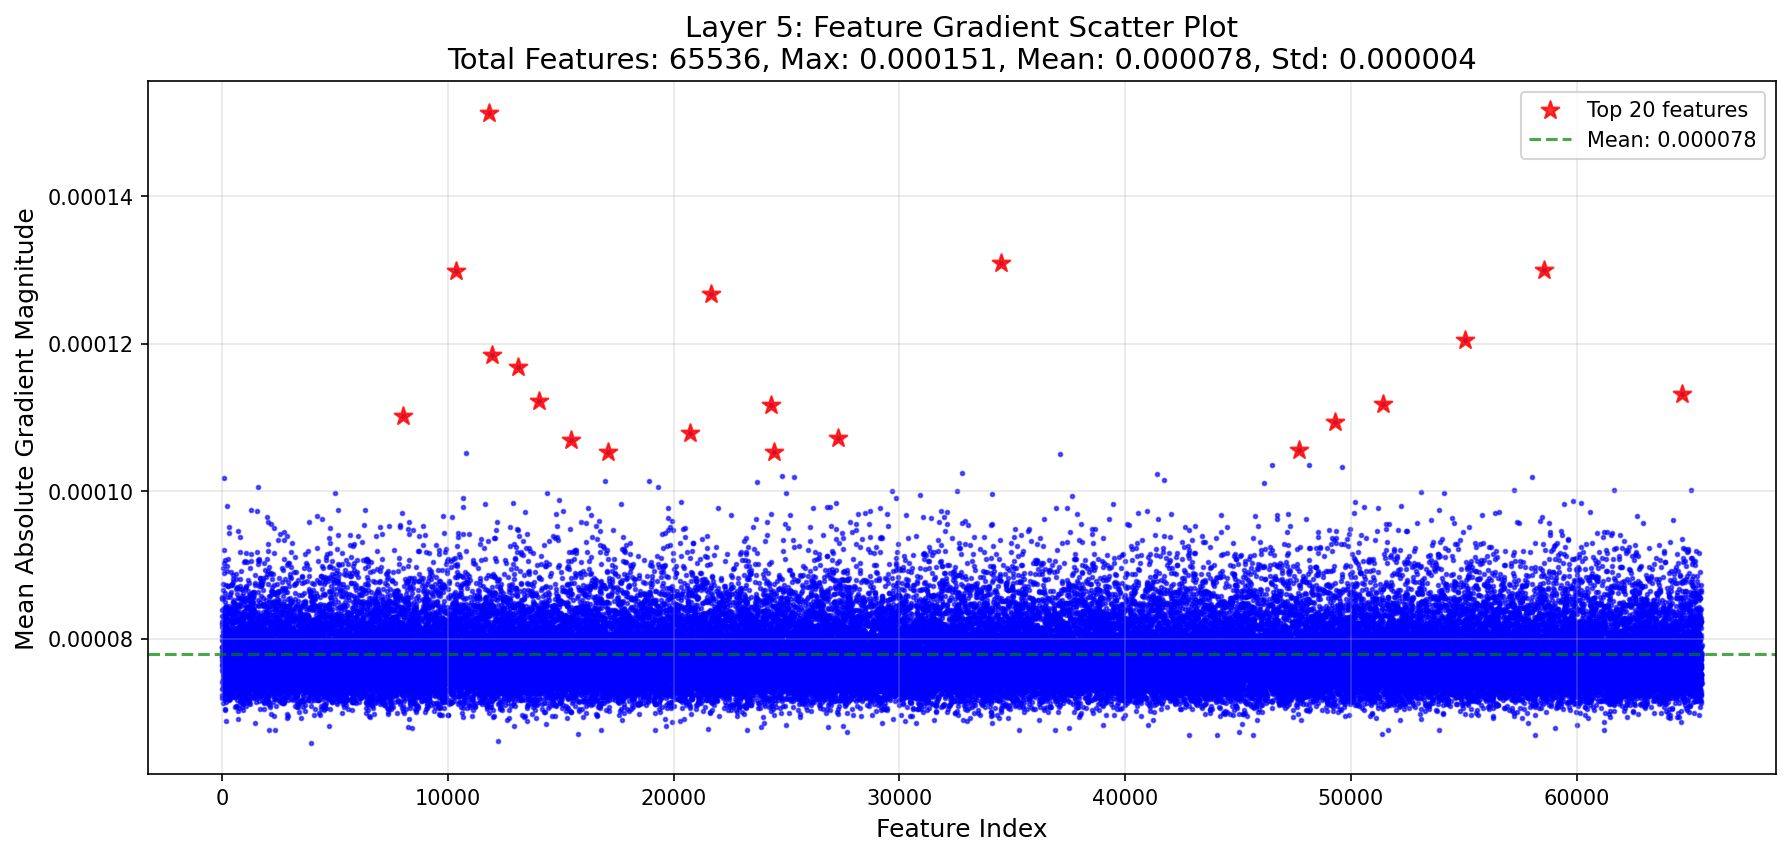 Layer 5: Feature Gradient Scatter Plot
Total Features: 65536, Max: 0.000151, Mean: 0.000078, Std: 0.000004
Top 20 features
Mean: 0.000078
Mean Absolute Gradient Magnitude
0.00014
0.00012
0.00010
0.00008
0
10000
20000
30000
40000
50000
60000
Feature Index